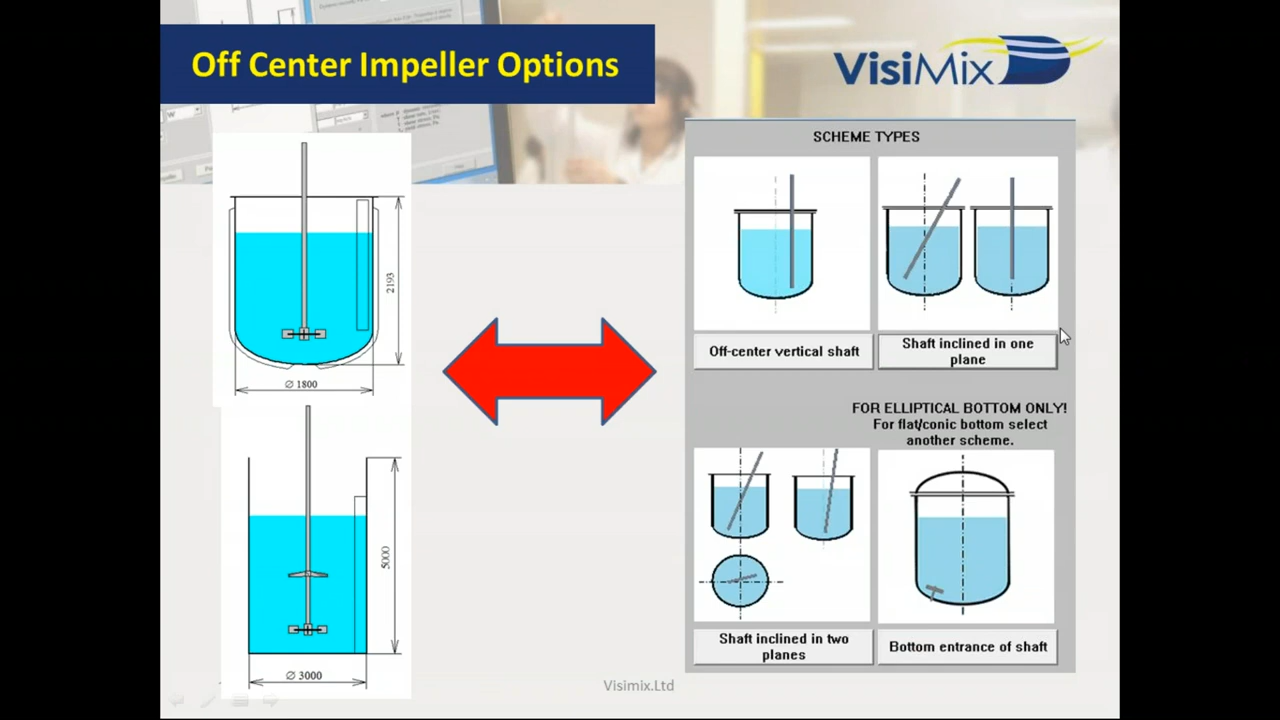 Off Center Impeller Options
VisiMix
SCHEME TYPES
2193
Ø 1800
Off-center vertical shaft
Shaft inclined in one
plane
FOR ELLIPTICAL BOTTOM ONLY!
For flat/conic bottom select
another scheme.
5000
Ø 3000
Shaft inclined in two
planes
Bottom entrance of shaft
Visimix.Ltd